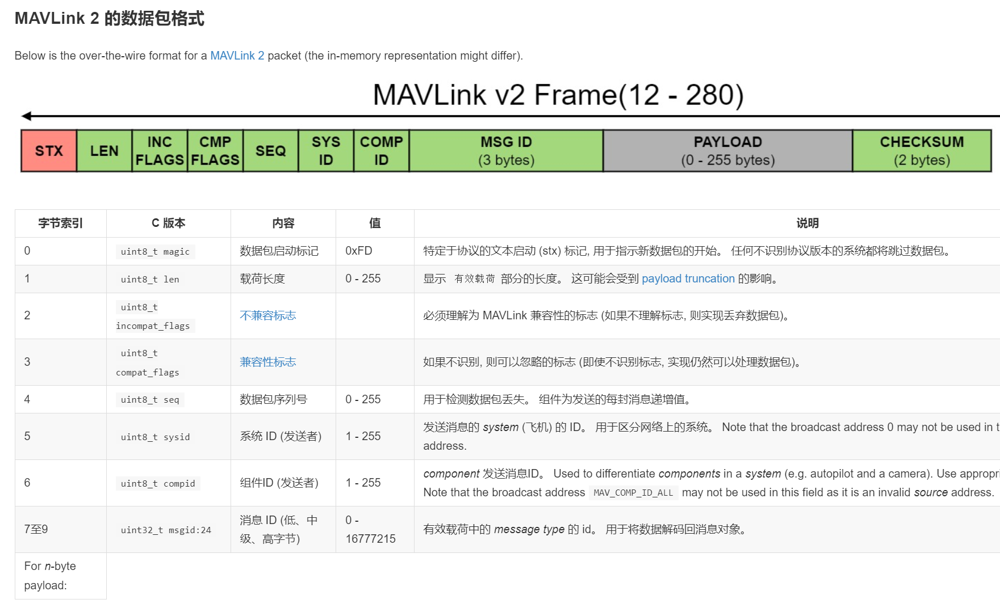 MAVLink 2 的数据包格式
Below is the over-the-wire format for a MAVLink 2 packet (the in-memory representation might differ).
MAVLink v2 Frame(12 - 280)
STX LEN INC FLAGS CMP FLAGS SEQ SYS ID COMP ID MSG ID (3 bytes) PAYLOAD (0 - 255 bytes) CHECKSUM (2 bytes)
字节索引 C 版本 内容 值 说明
0 uint8_t magic 数据包启动标记 0xFD 特定于协议的文本启动 (stx) 标记, 用于指示新数据包的开始。 任何不识别协议版本的系统都将跳过数据包。
1 uint8_t len 载荷长度 0 - 255 显示 有效载荷 部分的长度。 这可能会受到 payload truncation 的影响。
2 uint8_t incompat_flags 不兼容标志 必须理解为 MAVLink 兼容性的标志 (如果不理解标志, 则实现丢弃数据包)。
3 uint8_t compat_flags 兼容性标志 如果不识别, 则可以忽略的标志 (即使不识别标志, 实现仍然可以处理数据包)。
4 uint8_t seq 数据包序列号 0 - 255 用于检测数据包丢失。 组件为发送的每封消息递增值。
5 uint8_t sysid 系统 ID (发送者) 1 - 255 发送消息的 system (飞机) 的 ID。 用于区分网络上的系统。 Note that the broadcast address 0 may not be used in
address.
6 uint8_t compid 组件ID (发送者) 1 - 255 component 发送消息ID。 Used to differentiate components in a system (e.g. autopilot and a camera). Use
Note that the broadcast address MAV_COMP_ID_ALL may not be used in this field as it is an invalid source address.
7至9 uint32_t msgid:24 消息 ID (低、中级、高字节) 0 - 16777215 有效载荷中的 message type 的 id。 用于将数据解码回消息对象。
For n-byte
payload: